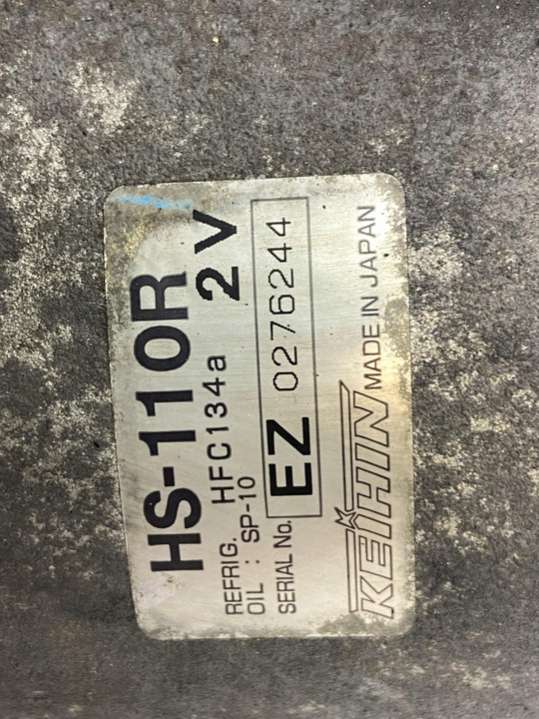 HS-110R
REFRIG. HFC134a 2V
OIL : SP-10
SERIAL No. EZ 0276244
KEIHIN MADE IN JAPAN